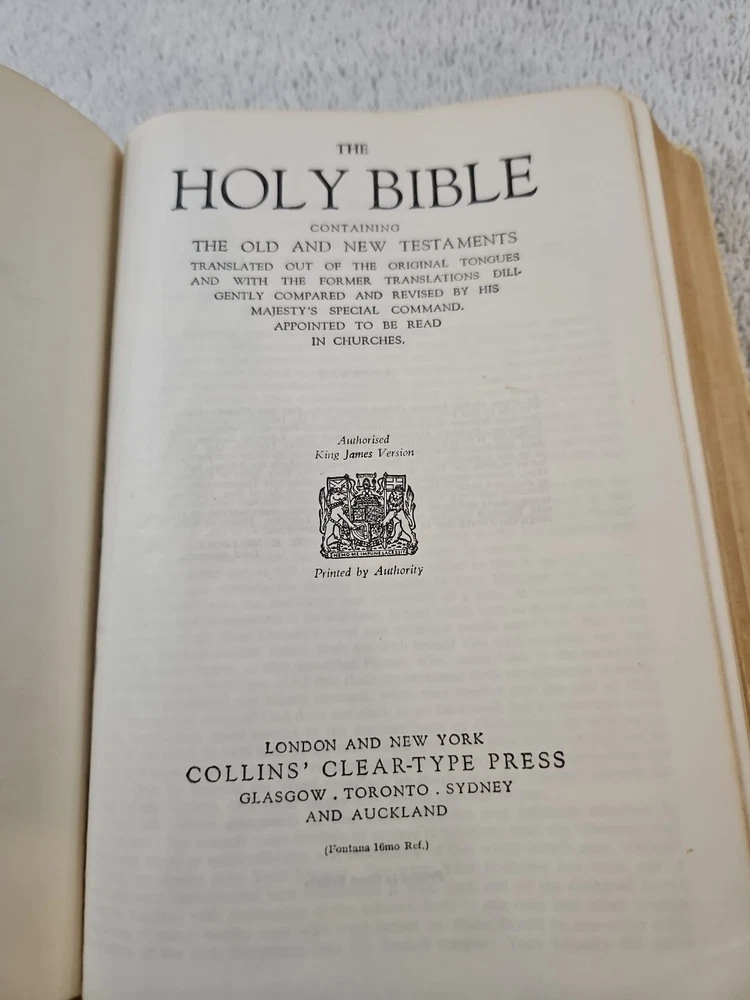 THE
HOLY BIBLE
CONTAINING
THE OLD AND NEW TESTAMENTS
TRANSLATED OUT OF THE ORIGINAL TONGUES
AND WITH THE FORMER TRANSLATIONS DILI-
GENTLY COMPARED AND REVISED BY HIS
MAJESTY'S SPECIAL COMMAND.
APPOINTED TO BE READ
IN CHURCHES.
Authorised
King James Version
Printed by Authority
LONDON AND NEW YORK
COLLINS' CLEAR-TYPE PRESS
GLASGOW . TORONTO . SYDNEY
AND AUCKLAND
(Fontana 16mo Ref.)